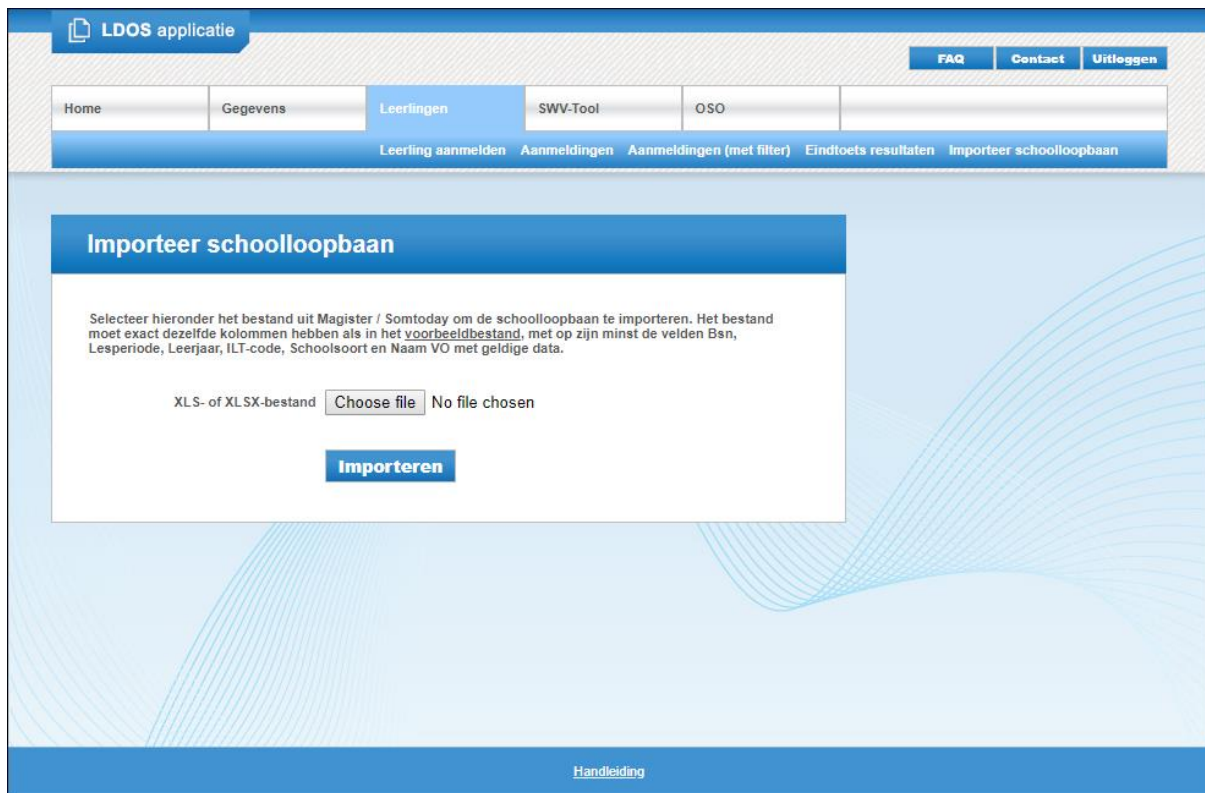 LDOS applicatie
FAQ Contact Uitloggen
Home Gegevens Leerlingen SWV-Tool OSO
Leerling aanmelden Aanmeldingen Aanmeldingen (met filter) Eindtoets resultaten Importeer schoolloopbaan
Importeer schoolloopbaan
Selecteer hieronder het bestand uit Magister / Somtoday om de schoolloopbaan te importeren. Het bestand
moet exact dezelfde kolommen hebben als in het voorbeeldbestand, met op zijn minst de velden Bsn,
Lesperiode, Leerjaar, ILT-code, Schoolsoort en Naam VO met geldige data.
XLS- of XLSX-bestand Choose file No file chosen
Importeren
Handleiding